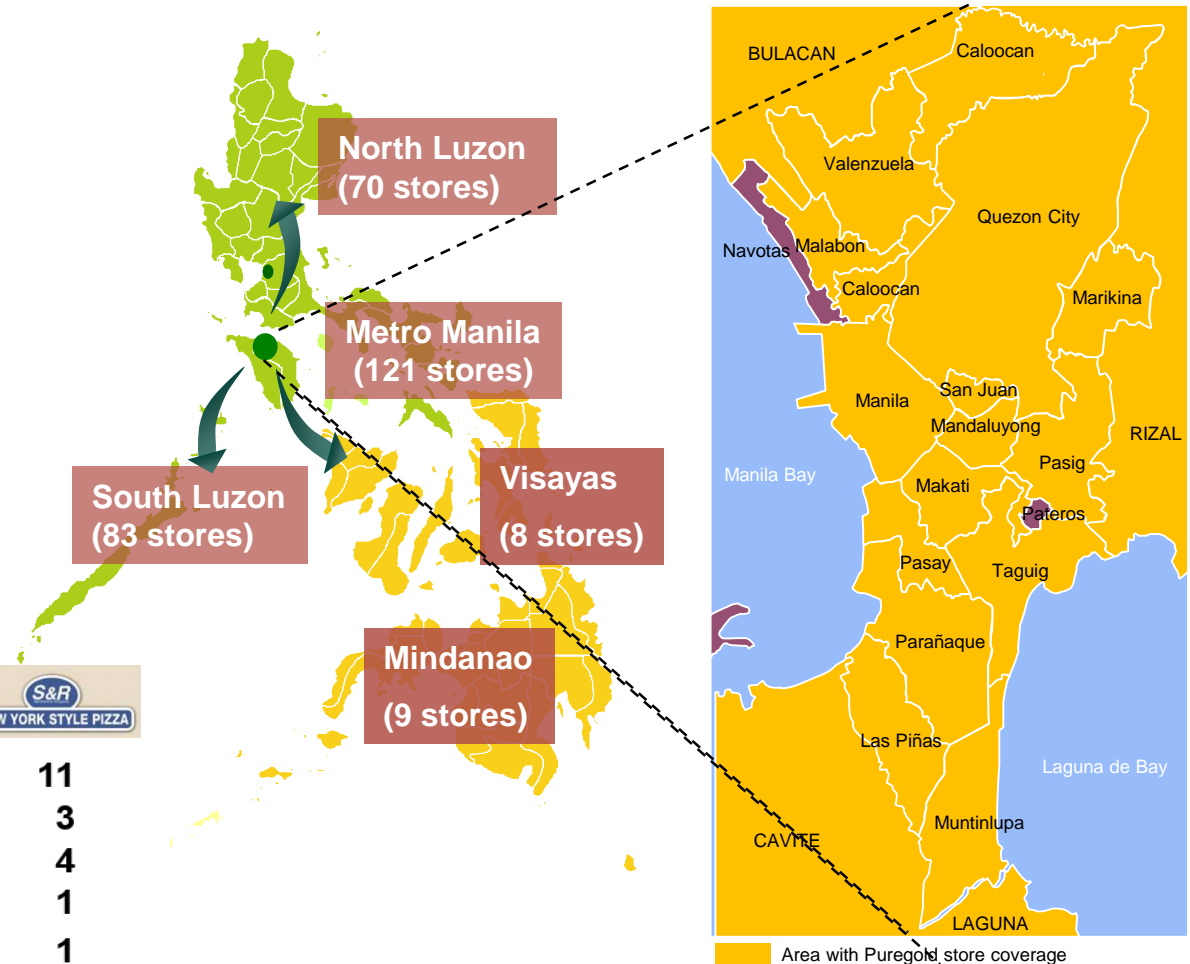 North Luzon
(70 stores)
Metro Manila
(121 stores)
South Luzon
(83 stores)
Visayas
(8 stores)
Mindanao
(9 stores)
S&R
W YORK STYLE PIZZA
11
3
4
1
1
BULACAN
Caloocan
Valenzuela
Quezon City
Navotas
Malabon
Caloocan
Marikina
San Juan
Manila
Mandaluyong
RIZAL
Pasig
Manila Bay
Makati
Pateros
Pasay
Taguig
Parañaque
Las Piñas
Laguna de Bay
Muntinlupa
CAVITE
LAGUNA
Area with Puregold store coverage